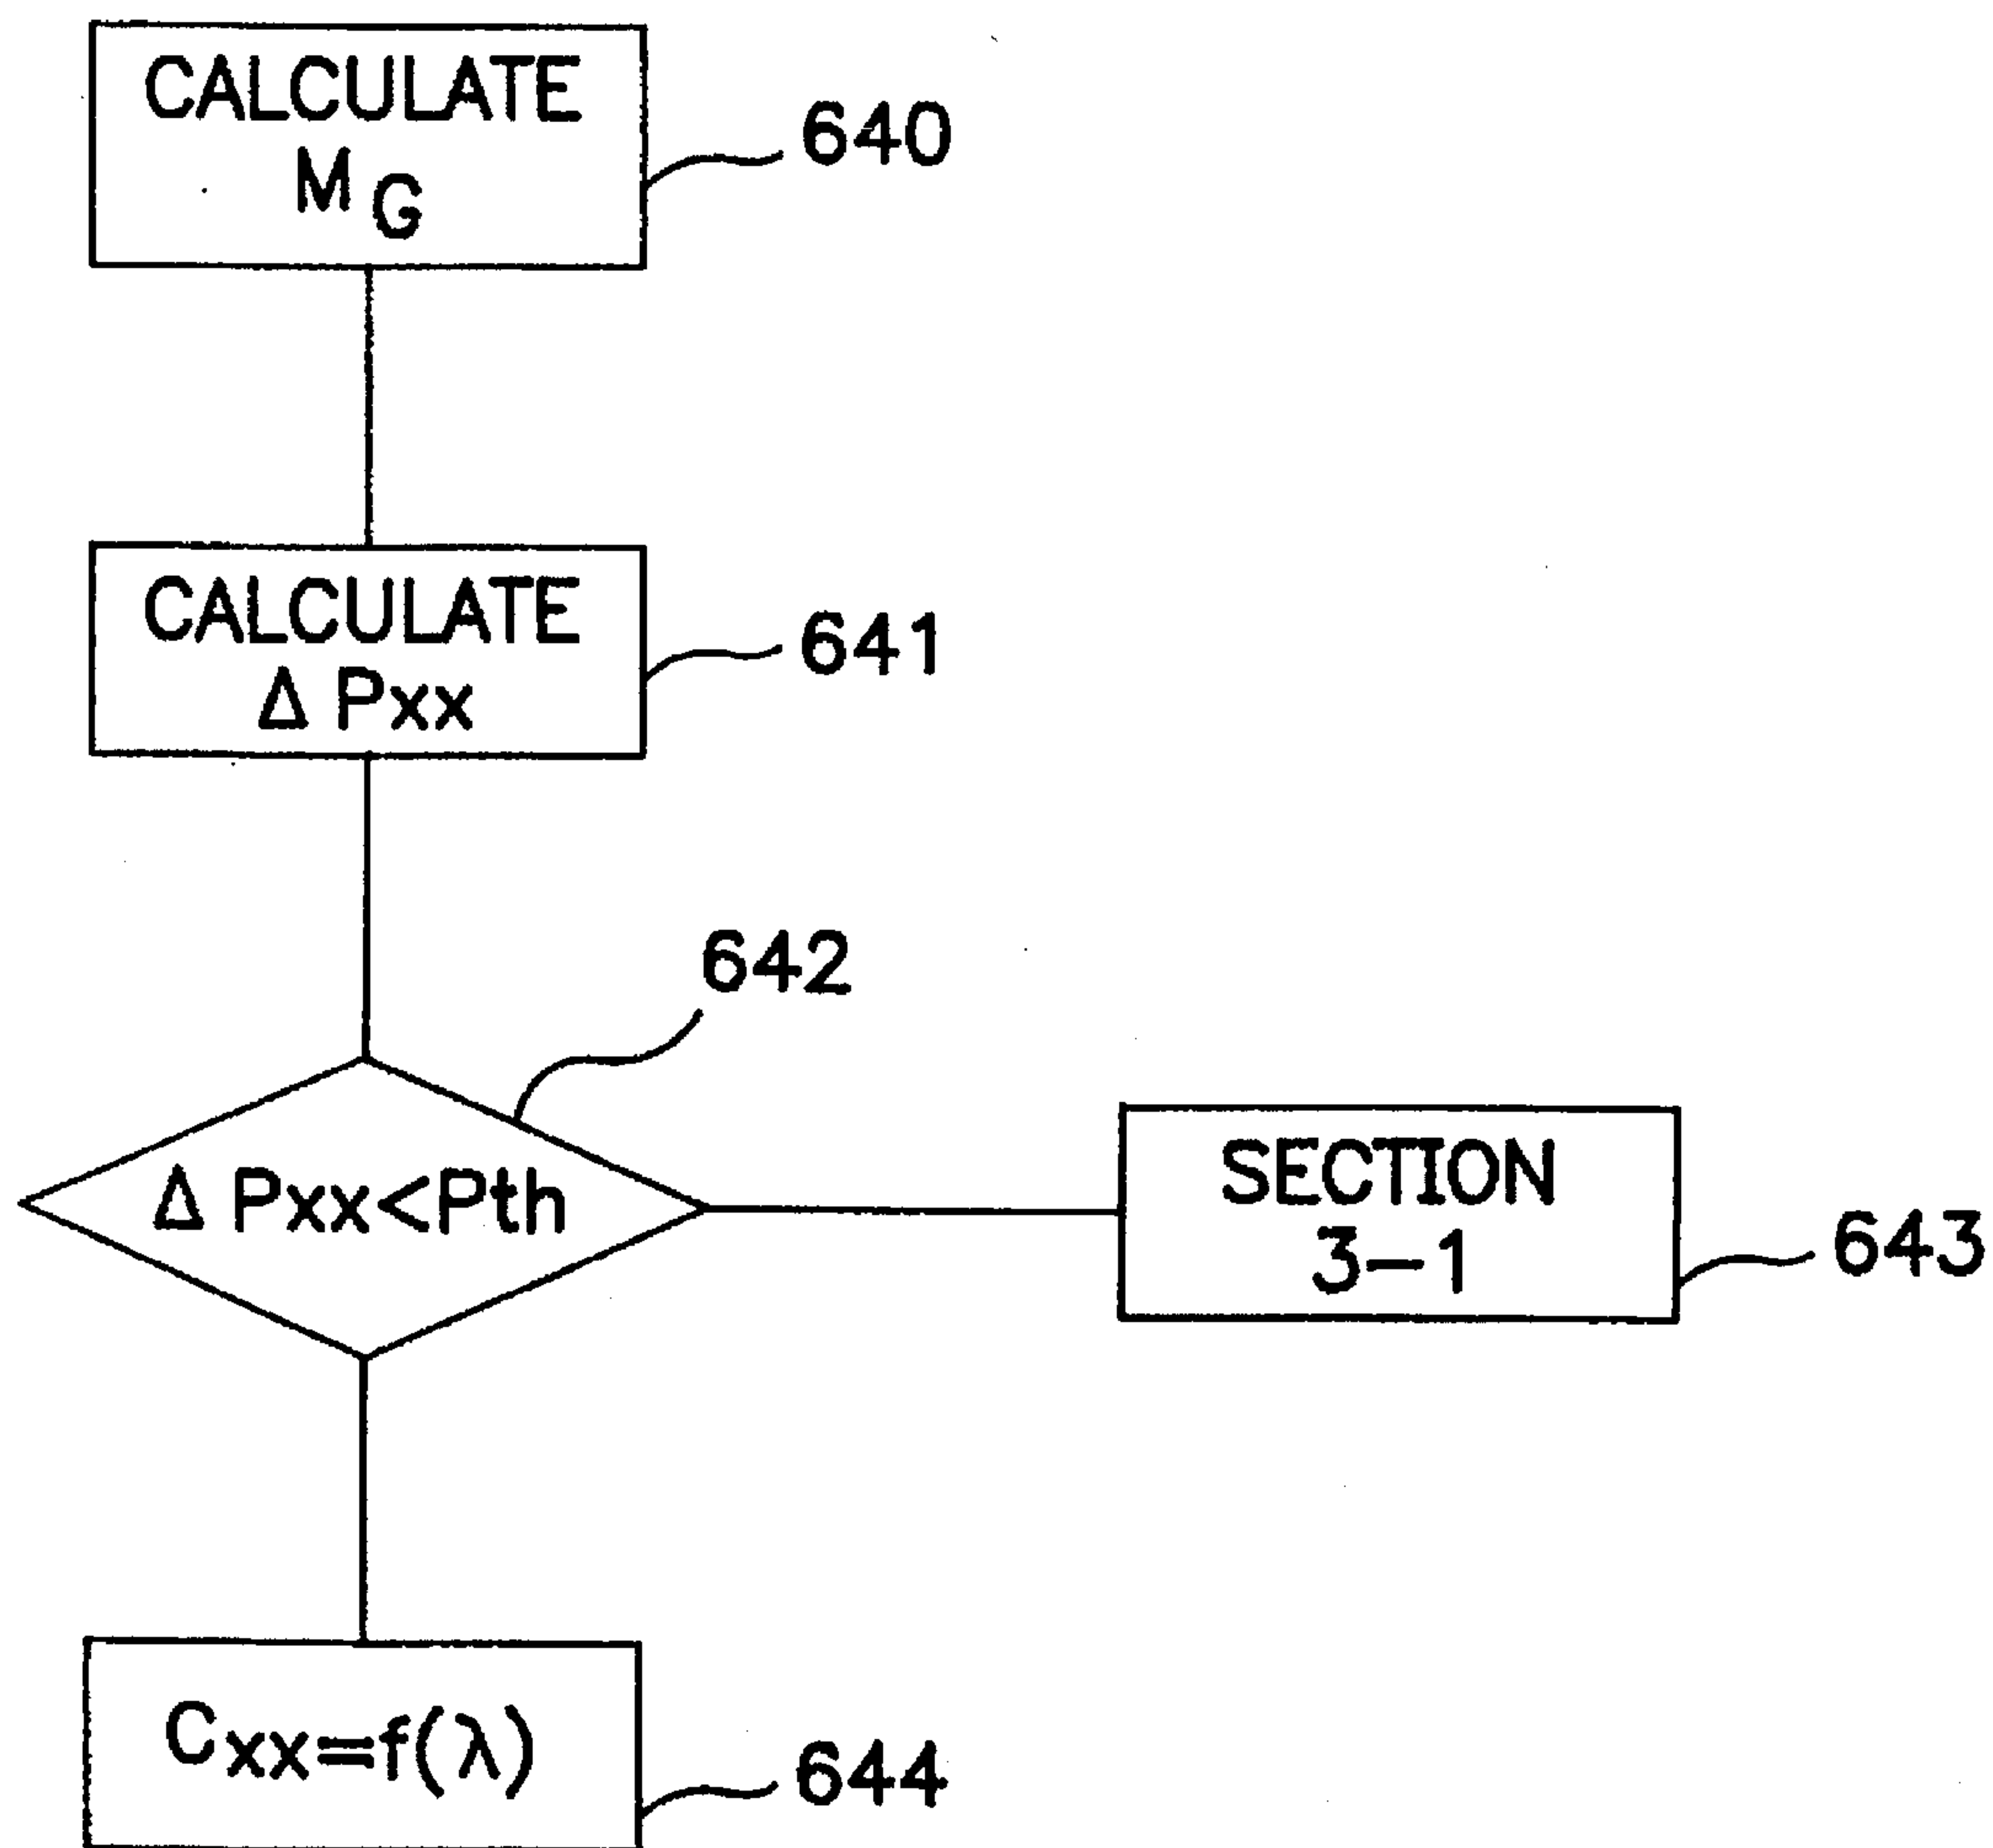 CALCULATE
M G
640
CALCULATE
Δ Pxx
641
642
Δ Pxx<Pth
SECTION
3-1
643
Cxx=f(λ)
644